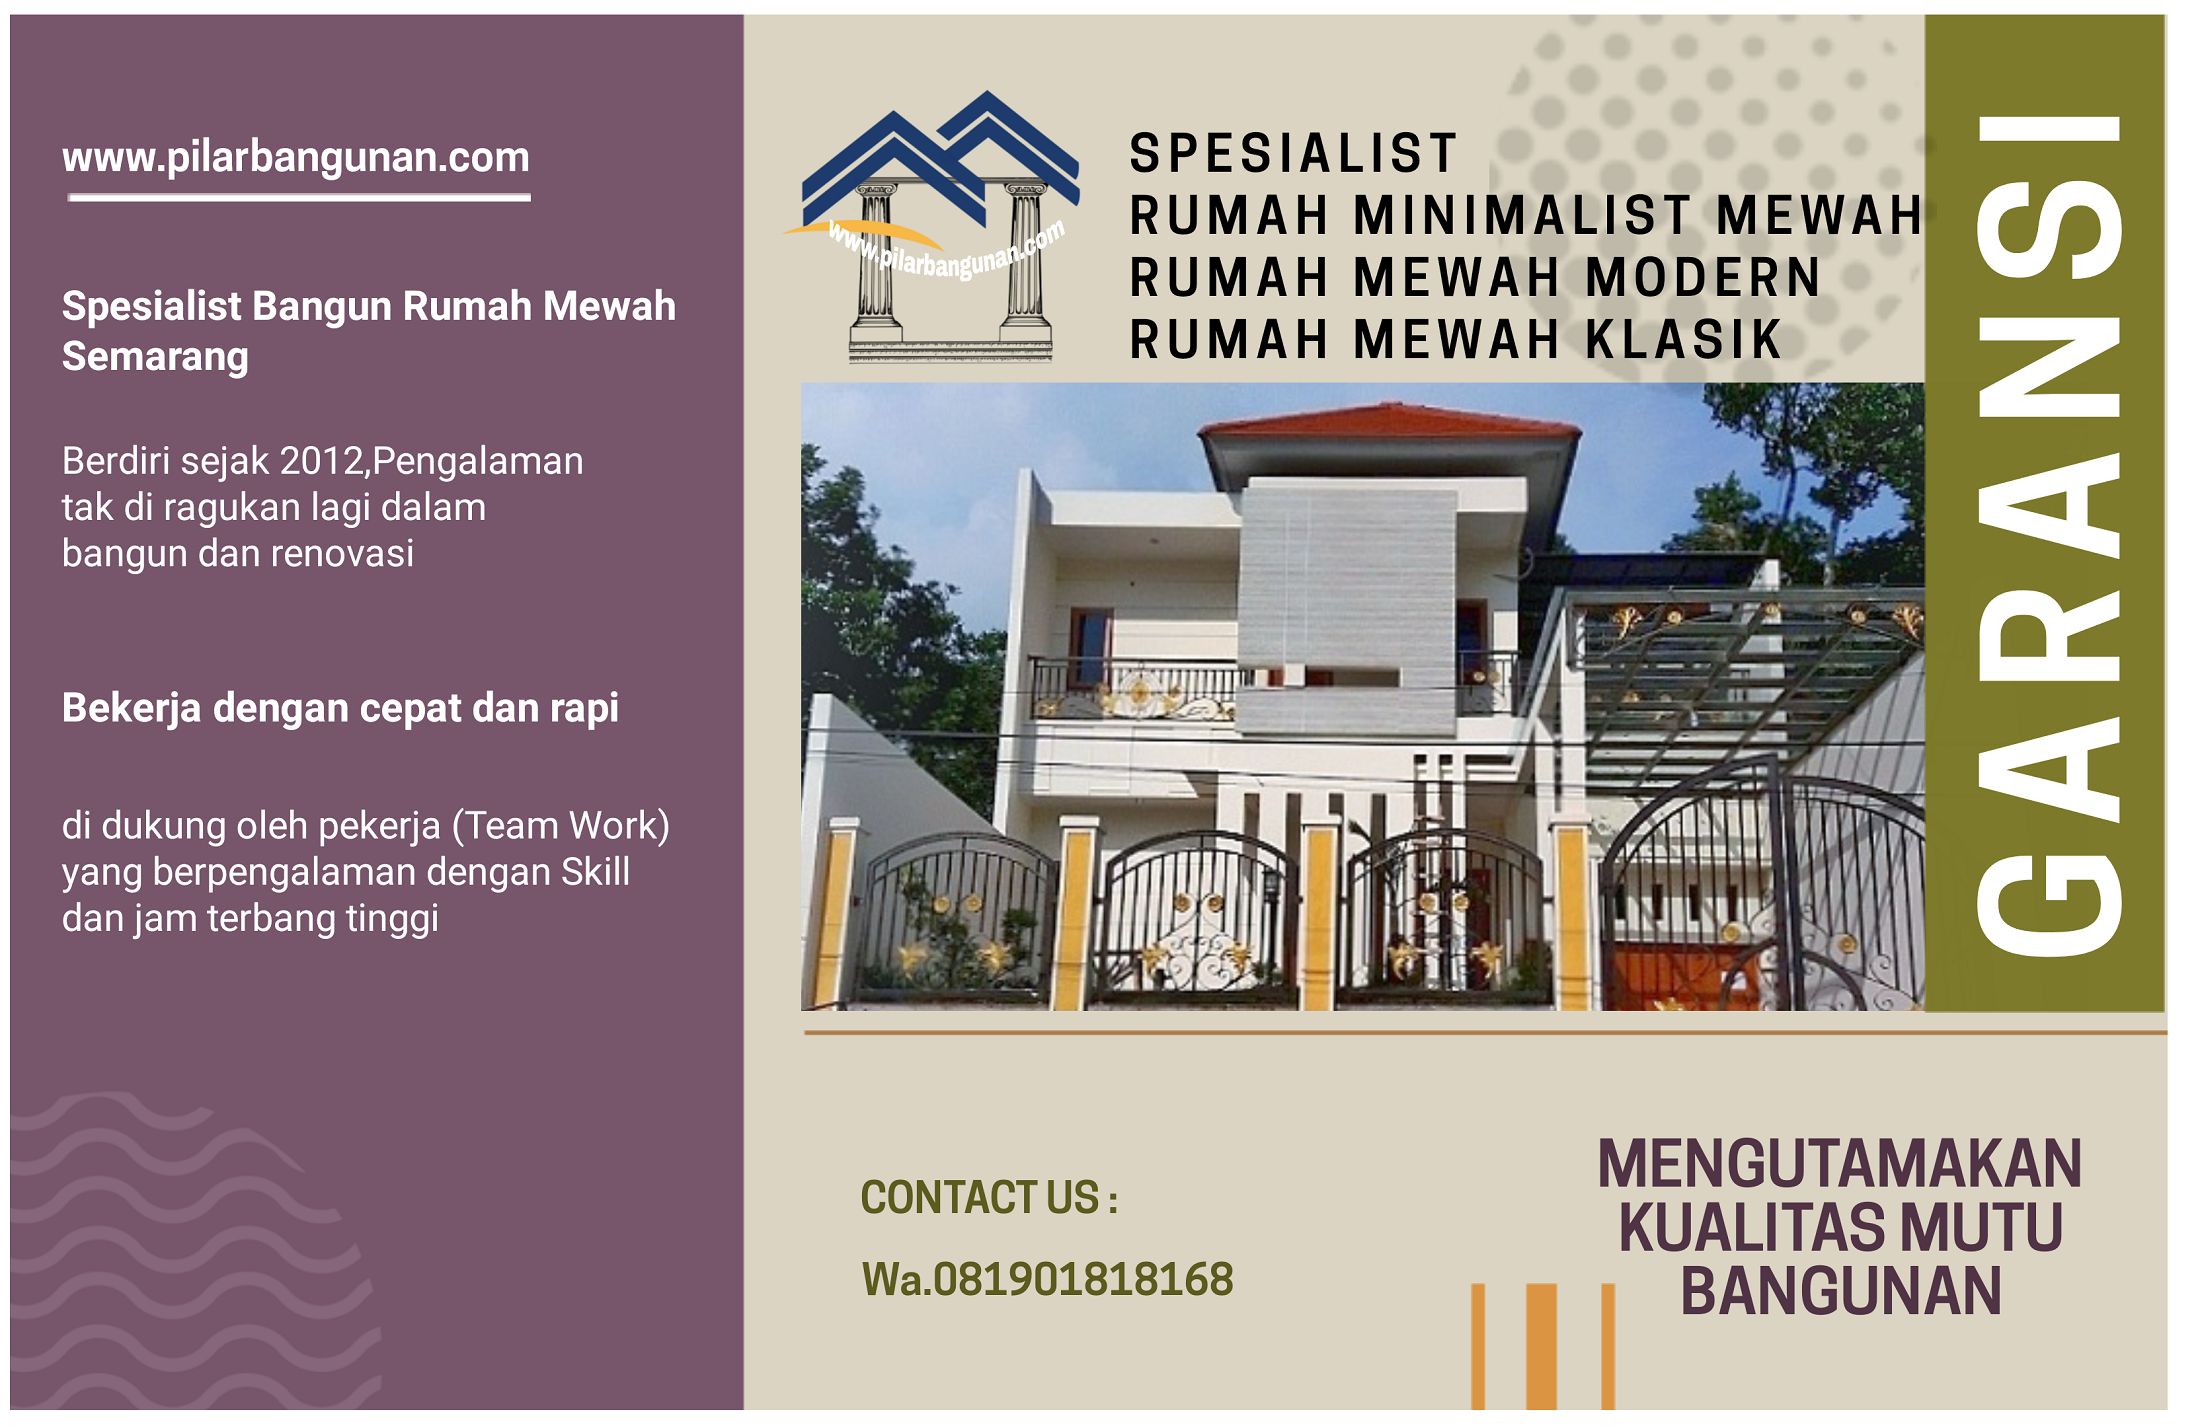 www.pilarbangunan.com
Spesialist Bangun Rumah Mewah
Semarang
Berdiri sejak 2012,Pengalaman
tak di ragukan lagi dalam
bangun dan renovasi
Bekerja dengan cepat dan rapi
di dukung oleh pekerja (Team Work)
yang berpengalaman dengan Skill
dan jam terbang tinggi
www.pilarbangunan.com
SPESIALIST
RUMAH MINIMALIST MEWAH
RUMAH MEWAH MODERN
RUMAH MEWAH KLASIK
GARANSI
CONTACT US :
Wa.081901818168
MENGUTAMAKAN
KUALITAS MUTU
BANGUNAN